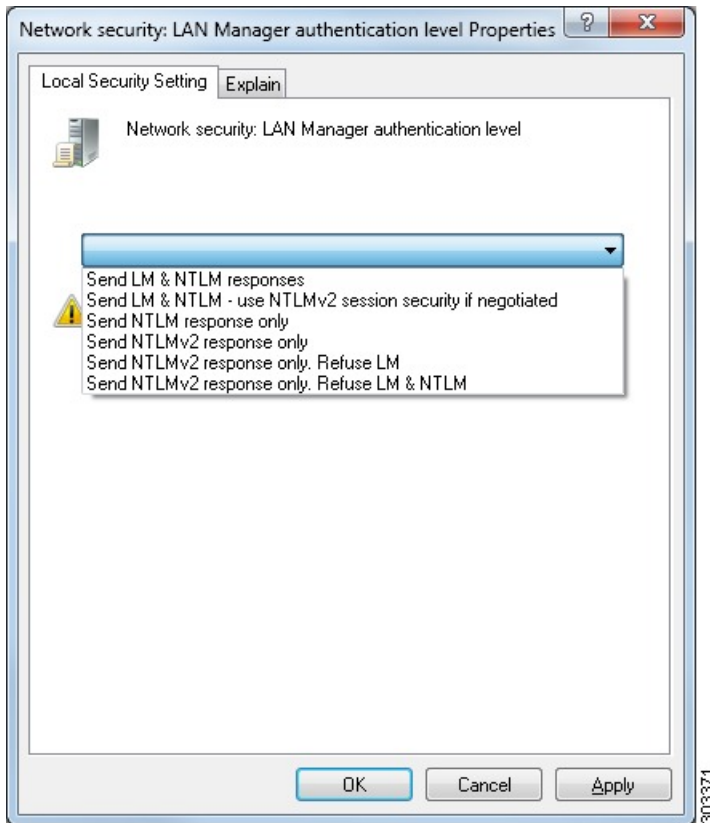 Network security: LAN Manager authentication level Properties
?
Local Security Setting
Explain
Network security: LAN Manager authentication level
Send LM & NTLM responses
Send LM & NTLM - use NTLMv2 session security if negotiated
Send NTLM response only
Send NTLMv2 response only
Send NTLMv2 response only. Refuse LM
Send NTLMv2 response only. Refuse LM & NTLM
OK
Cancel
Apply
303371